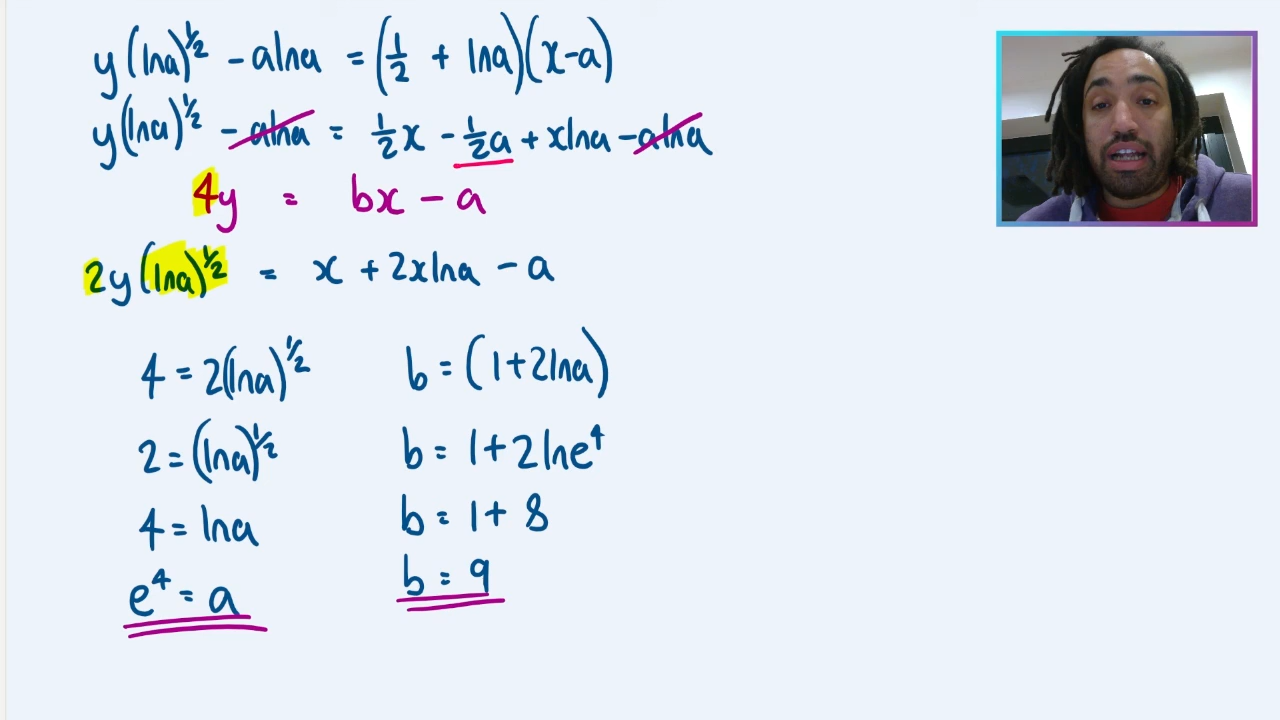 y(lna)^½ - alna = (½ + lna)(x-a)
y(lna)^½ - alna = ½x - ½a + xlna - alna
4y = bx - a
2y(lna)^½ = x + 2xlna - a
4 = 2(lna)^½
2 = (lna)^½
4 = lna
e⁴ = a
b = (1+2lna)
b = 1+2lne⁴
b = 1+ 8
b = 9